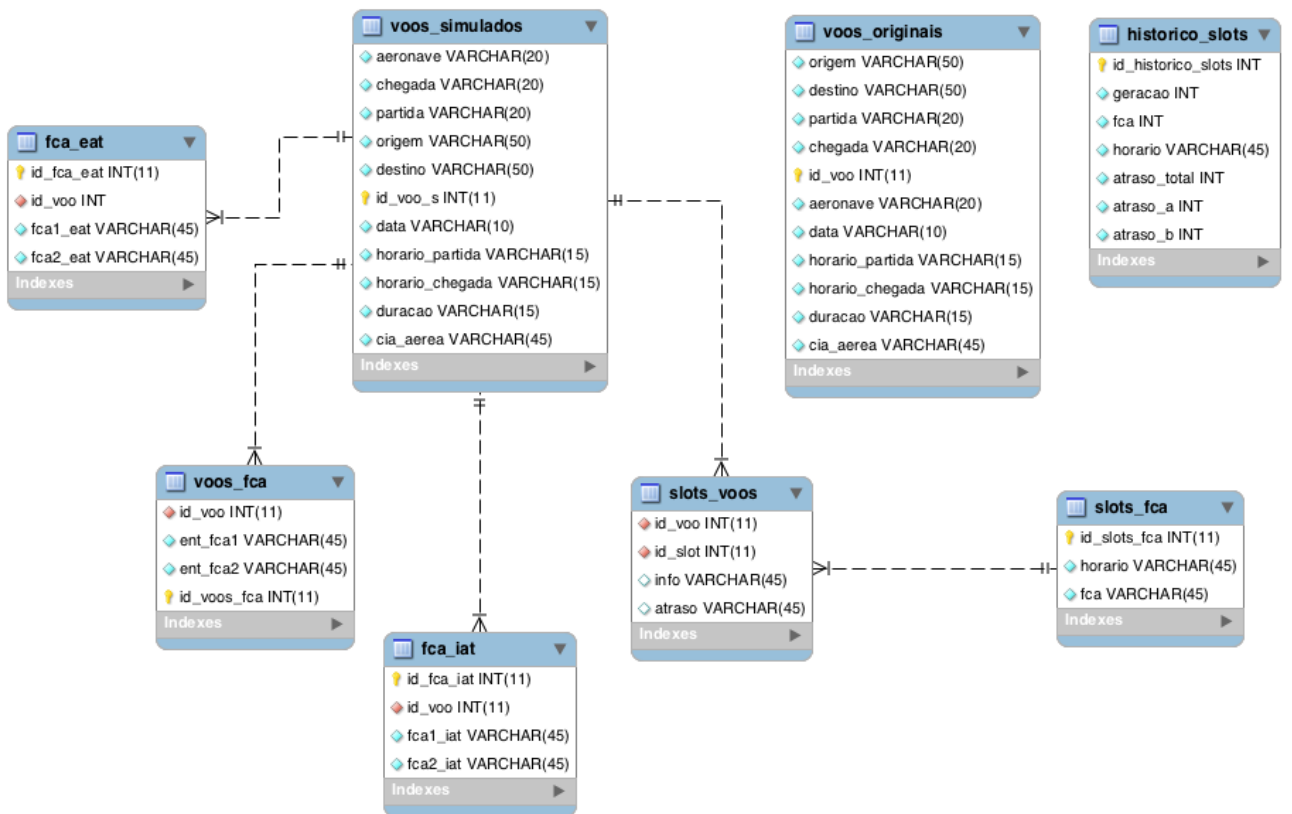 voos_simulados
aeronave VARCHAR(20)
chegada VARCHAR(20)
partida VARCHAR(20)
origem VARCHAR(50)
destino VARCHAR(50)
id_voo_s INT(11)
data VARCHAR(10)
horario_partida VARCHAR(15)
horario_chegada VARCHAR(15)
duracao VARCHAR(15)
cia_aerea VARCHAR(45)
Indexes
voos_originais
origem VARCHAR(50)
destino VARCHAR(50)
partida VARCHAR(20)
chegada VARCHAR(20)
id_voo INT(11)
aeronave VARCHAR(20)
data VARCHAR(10)
horario_partida VARCHAR(15)
horario_chegada VARCHAR(15)
duracao VARCHAR(15)
cia_aerea VARCHAR(45)
Indexes
historico_slots
id_historico_slots INT
geracao INT
fca INT
horario VARCHAR(45)
atraso_total INT
atraso_a INT
atraso_b INT
Indexes
fca_eat
id_fca_eat INT(11)
id_voo INT
fca1_eat VARCHAR(45)
fca2_eat VARCHAR(45)
Indexes
voos_fca
id_voo INT(11)
ent_fca1 VARCHAR(45)
ent_fca2 VARCHAR(45)
id_voos_fca INT(11)
Indexes
fca_iat
id_fca_iat INT(11)
id_voo INT(11)
fca1_iat VARCHAR(45)
fca2_iat VARCHAR(45)
Indexes
slots_voos
id_voo INT(11)
id_slot INT(11)
info VARCHAR(45)
atraso VARCHAR(45)
Indexes
slots_fca
id_slots_fca INT(11)
horario VARCHAR(45)
fca VARCHAR(45)
Indexes